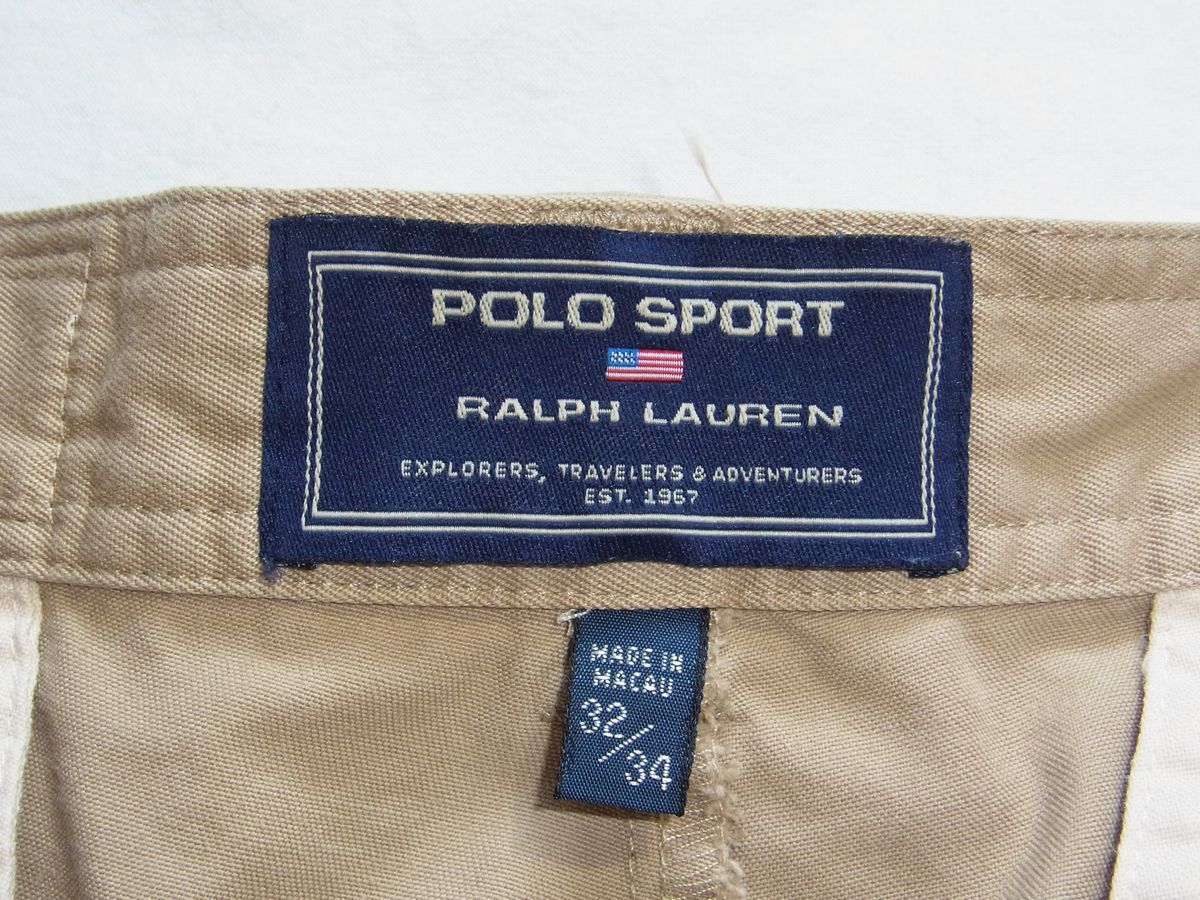 POLO SPORT
RALPH LAUREN
EXPLORERS, TRAVELERS & ADVENTURERS
EST. 1967
MADE IN
MACAU
32/34